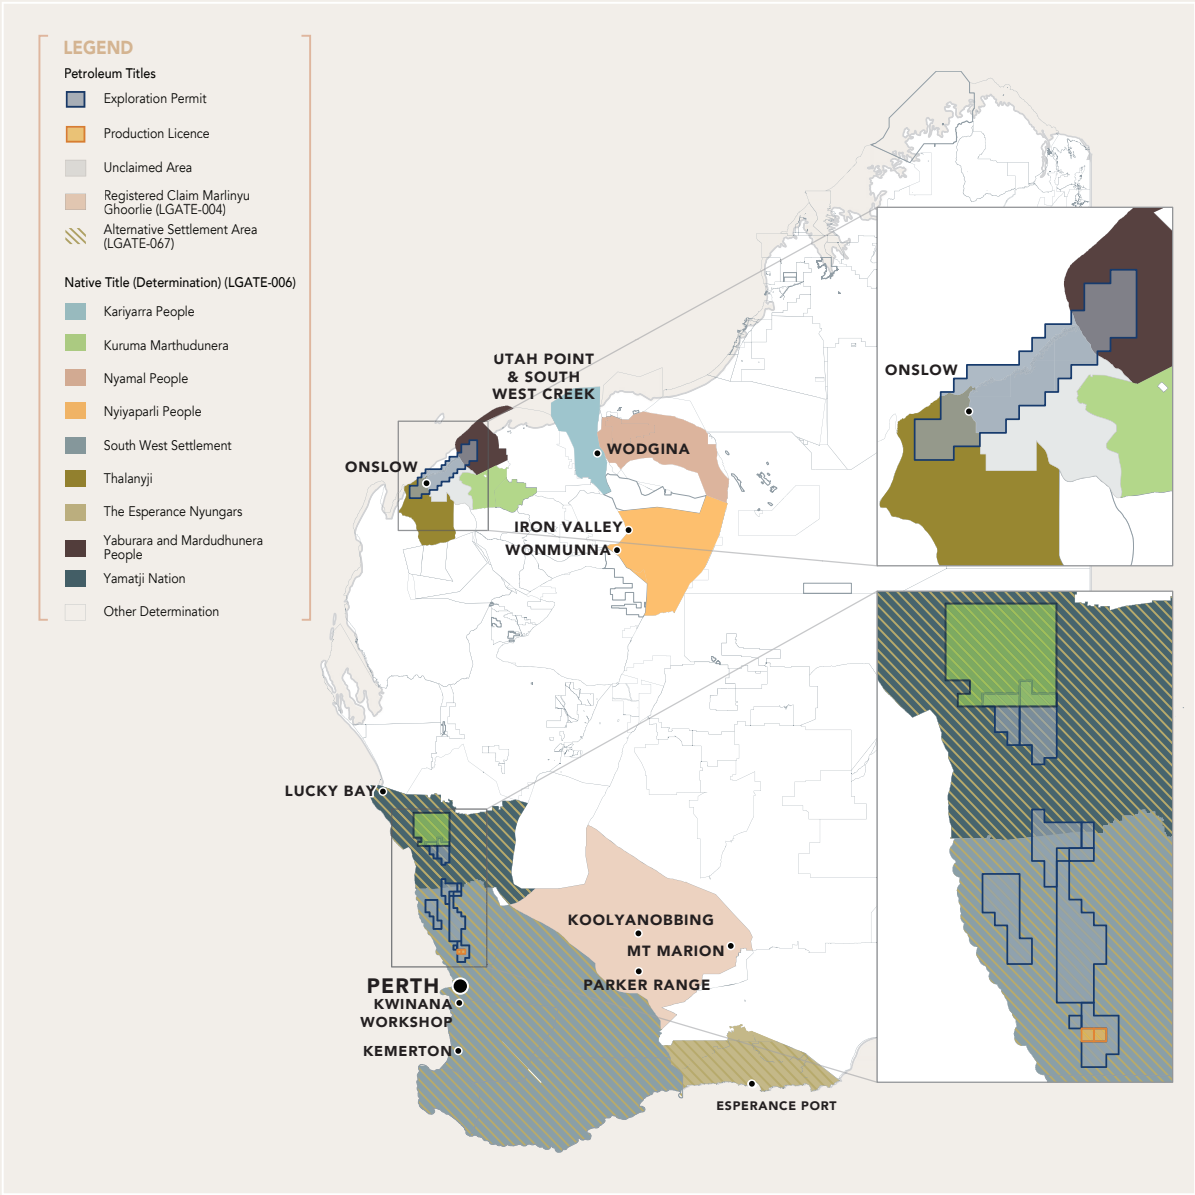 LEGEND
Petroleum Titles
Exploration Permit
Production Licence
Unclaimed Area
Registered Claim Marlinyu
Ghoorlie (LGATE-004)
Alternative Settlement Area
(LGATE-067)
Native Title (Determination) (LGATE-006)
Kariyarra People
Kuruma Marthudunera
Nyamal People
Nyiyaparli People
South West Settlement
Thalanyji
The Esperance Nyungars
Yaburara and Mardudhunera
People
Yamatji Nation
Other Determination
UTAH POINT
& SOUTH
WEST CREEK
ONSLOW
WODGINA
IRON VALLEY
WONMUNNA
ONSLOW
LUCKY BAY
KOOLYANOBBING
MT MARION
PARKER RANGE
PERTH
KWINANA
WORKSHOP
KEMERTON
ESPERANCE PORT